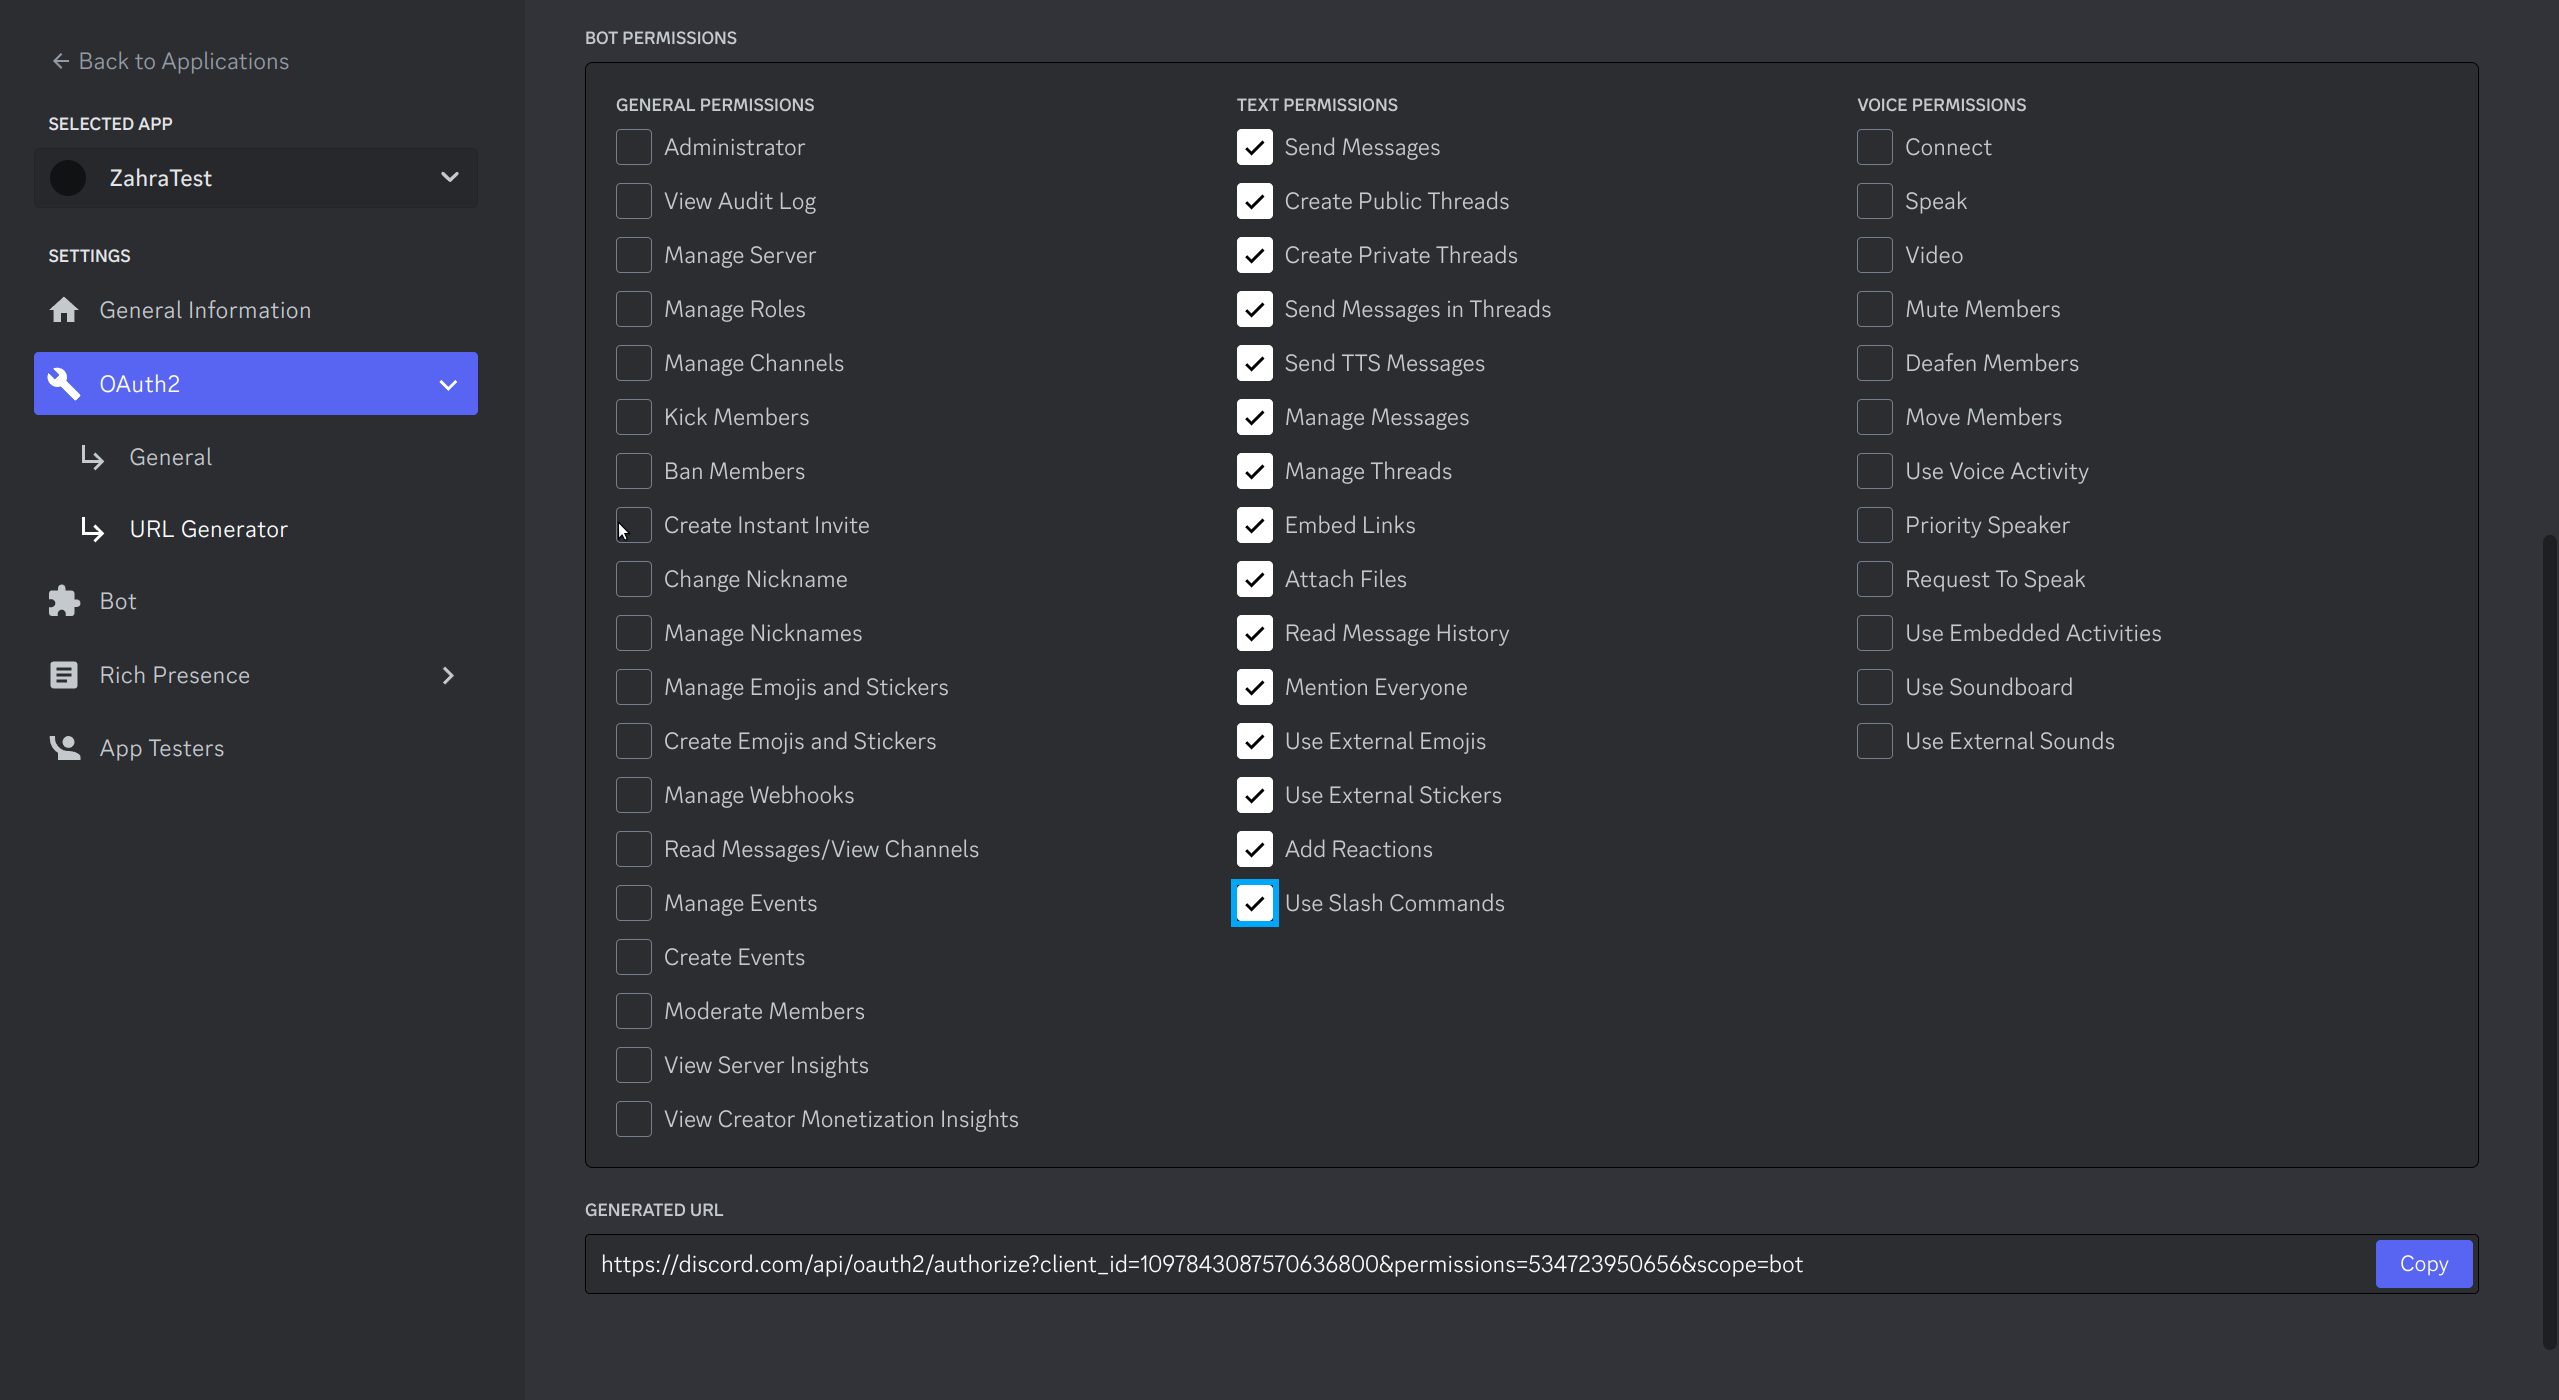 Back to Applications
SELECTED APP
ZahraTest
SETTINGS
General Information
OAuth2
General
URL Generator
Bot
Rich Presence
App Testers
BOT PERMISSIONS
GENERAL PERMISSIONS
Administrator
View Audit Log
Manage Server
Manage Roles
Manage Channels
Kick Members
Ban Members
Create Instant Invite
Change Nickname
Manage Nicknames
Manage Emojis and Stickers
Create Emojis and Stickers
Manage Webhooks
Read Messages/View Channels
Manage Events
Create Events
Moderate Members
View Server Insights
View Creator Monetization Insights
TEXT PERMISSIONS
Send Messages
Create Public Threads
Create Private Threads
Send Messages in Threads
Send TTS Messages
Manage Messages
Manage Threads
Embed Links
Attach Files
Read Message History
Mention Everyone
Use External Emojis
Use External Stickers
Add Reactions
Use Slash Commands
VOICE PERMISSIONS
Connect
Speak
Video
Mute Members
Deafen Members
Move Members
Use Voice Activity
Priority Speaker
Request To Speak
Use Embedded Activities
Use Soundboard
Use External Sounds
GENERATED URL
https://discord.com/api/oauth2/authorize?client_id=1097843087570636800&permissions=534723950656&scope=bot
Copy